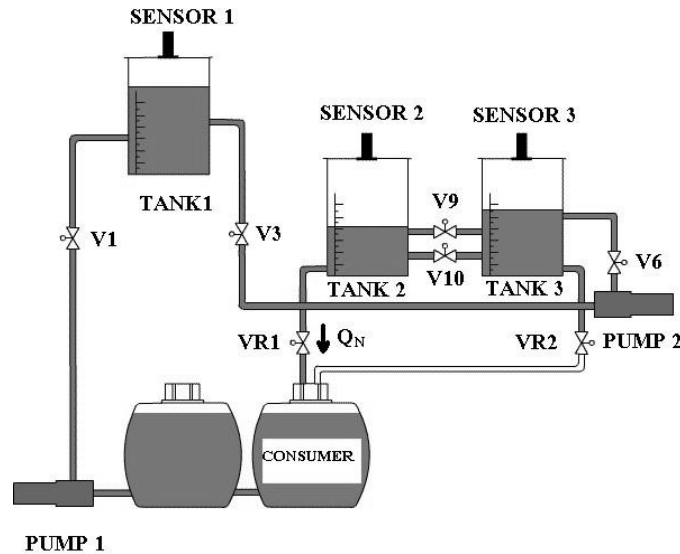 SENSOR 1
SENSOR 2
SENSOR 3
TANK1
V1
V3
V9
V10
V6
TANK 2
TANK 3
VR1
QN
VR2
PUMP 2
CONSUMER
PUMP 1